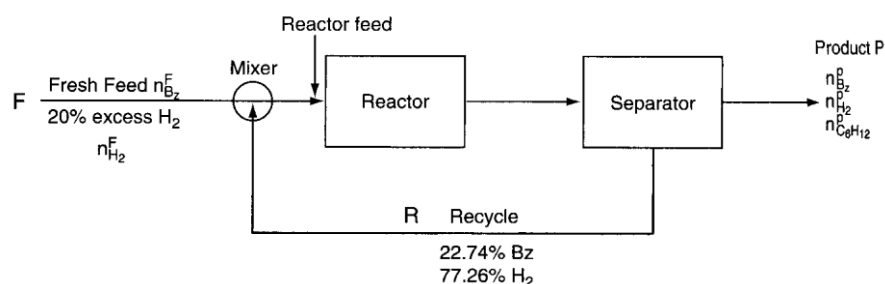 Reactor feed
Product P
Mixer
Fresh Feed n^F_Bz
F
20% excess H₂
n^F_H₂
Reactor
Separator
n^p_Bz
n^p_H₂
n^p_C₆H₁₂
R Recycle
22.74% Bz
77.26% H₂